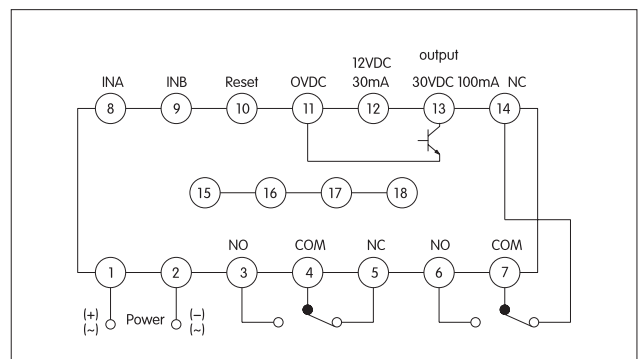 output
12VDC
INA INB Reset OVDC 30mA 30VDC 100mA NC
8 9 10 11 12 13 14
15 16 17 18
NO COM NC NO COM
1 2 3 4 5 6 7
(+) (–)
(~) Power (~)